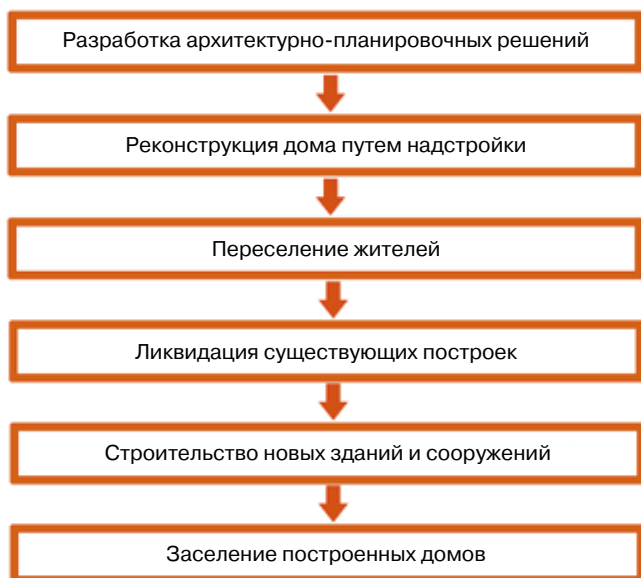 Разработка архитектурно-планировочных решений
Реконструкция дома путем надстройки
Переселение жителей
Ликвидация существующих построек
Строительство новых зданий и сооружений
Заселение построенных домов